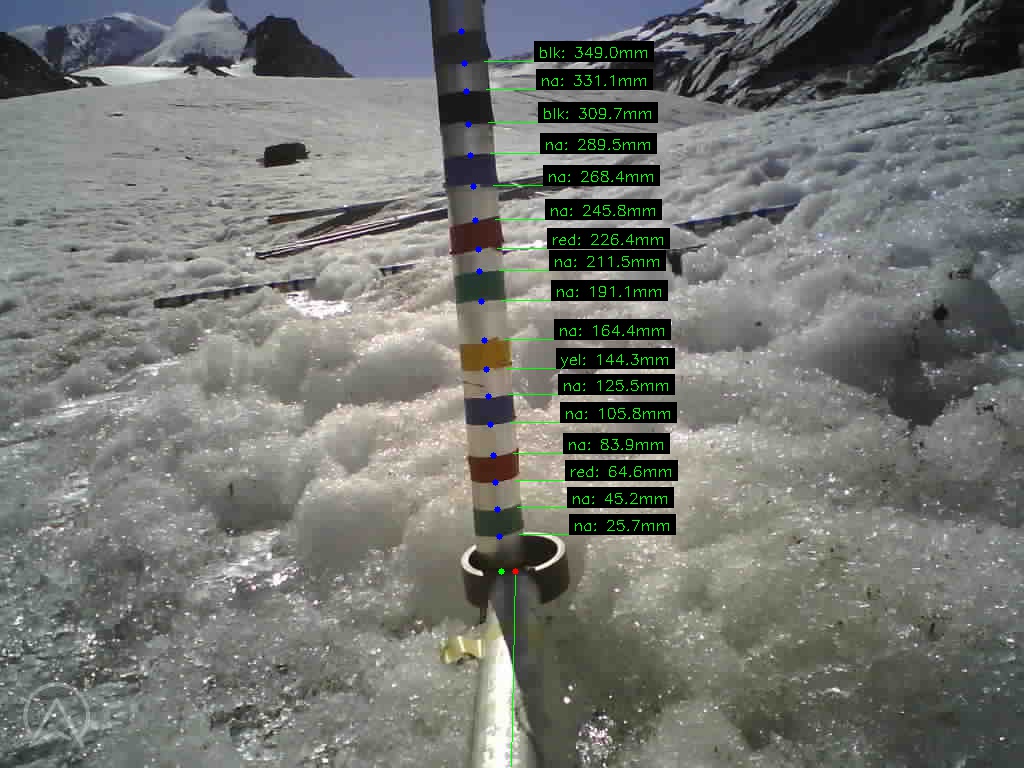 blk: 349.0mm
na: 331.1mm
blk: 309.7mm
na: 289.5mm
na: 268.4mm
na: 245.8mm
red: 226.4mm
na: 211.5mm
na: 191.1mm
na: 164.4mm
yel: 144.3mm
na: 125.5mm
na: 105.8mm
na: 83.9mm
red: 64.6mm
na: 45.2mm
na: 25.7mm